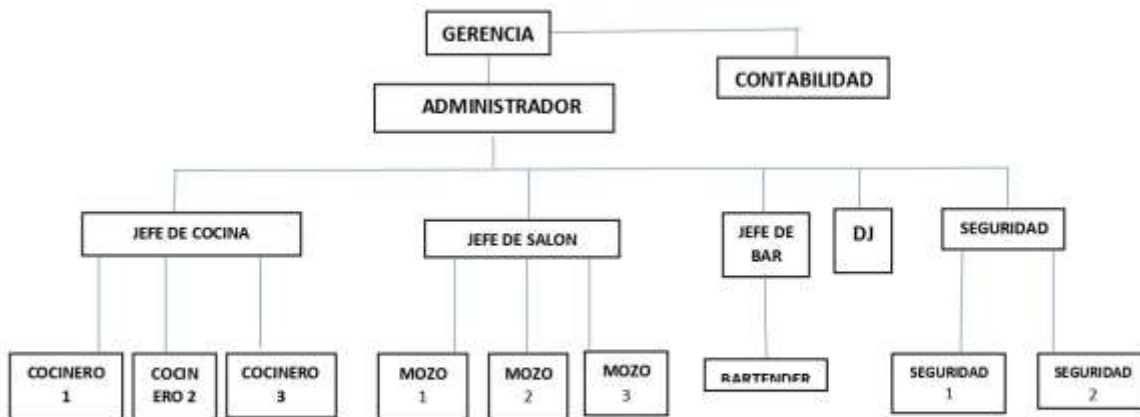 GERENCIA
CONTABILIDAD
ADMINISTRADOR
JEFE DE COCINA
JEFE DE SALON
JEFE DE
BAR
DJ
SEGURIDAD
COCINERO
1
COCIN
ERO 2
COCINERO
3
MOZO
1
MOZO
2
MOZO
3
BARTENDER
SEGURIDAD
1
SEGURIDAD
2